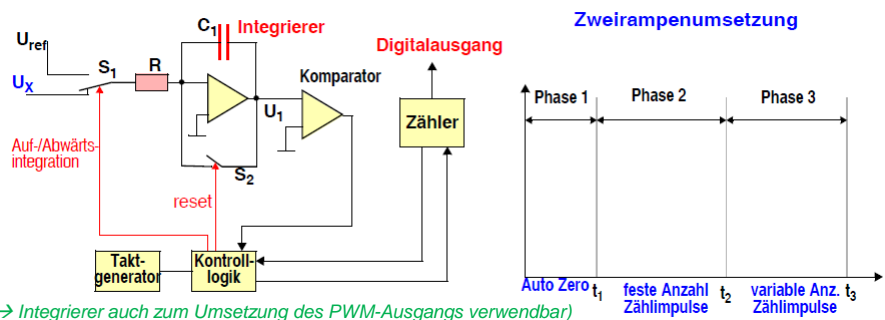 Zweirampenumsetzung
C1
Integrierer
Uref
Digitalausgang
S1
R
Komparator
UX
U1
Zähler
Auf-/Abwärts-
integration
S2
reset
Takt-
generator
Kontroll-
logik
Phase 1
Phase 2
Phase 3
Auto Zero
t1
feste Anzahl
Zählimpulse
t2
variable Anz.
Zählimpulse
t3
→ Integrierer auch zum Umsetzung des PWM-Ausgangs verwendbar)